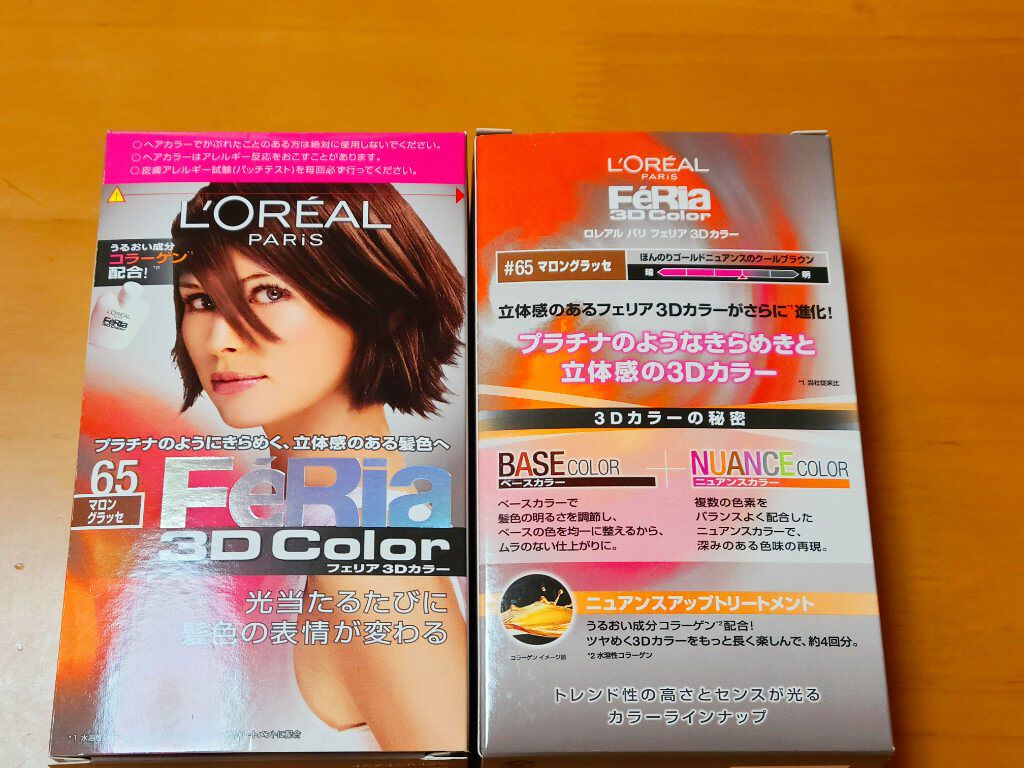 ○ヘアカラーでかぶれたことのある方は絶対に使用しないでください。
○ヘアカラーはアレルギー反応をおこすことがあります。
○皮膚アレルギー試験(パッチテスト)を毎回必ず行ってください。
L'ORÉAL
PARIS
うるおい成分
コラーゲン*1
配合!*2
L'ORÉAL
FéRia
プラチナのようにきらめく、立体感のある髪色へ
65
マロン
グラッセ
FéRia
3D Color
フェリア 3Dカラー
光当たるたびに
髪色の表情が変わる
*1 水溶性
トリートメントに配合
L'ORÉAL
PARIS
FéRia
3D Color
ロレアル パリ フェリア 3Dカラー
#65 マロングラッセ
ほんのりゴールドニュアンスのクールブラウン
暗 明
立体感のあるフェリア 3Dカラーがさらに*1進化!
プラチナのようなきらめきと
立体感の3Dカラー
*1 当社従来比
3Dカラーの秘密
BASE COLOR
ベースカラー
ベースカラーで
髪色の明るさを調節し、
ベースの色を均一に整えるから、
ムラのない仕上がりに。
NUANCE COLOR
ニュアンスカラー
複数の色素を
バランスよく配合した
ニュアンスカラーで、
深みのある色味の再現。
ニュアンスアップトリートメント
うるおい成分コラーゲン*2配合!
ツヤめく3Dカラーをもっと長く楽しんで、約4回分。
*2 水溶性コラーゲン
コラーゲン イメージ図
トレンド性の高さとセンスが光る
カラーラインナップ